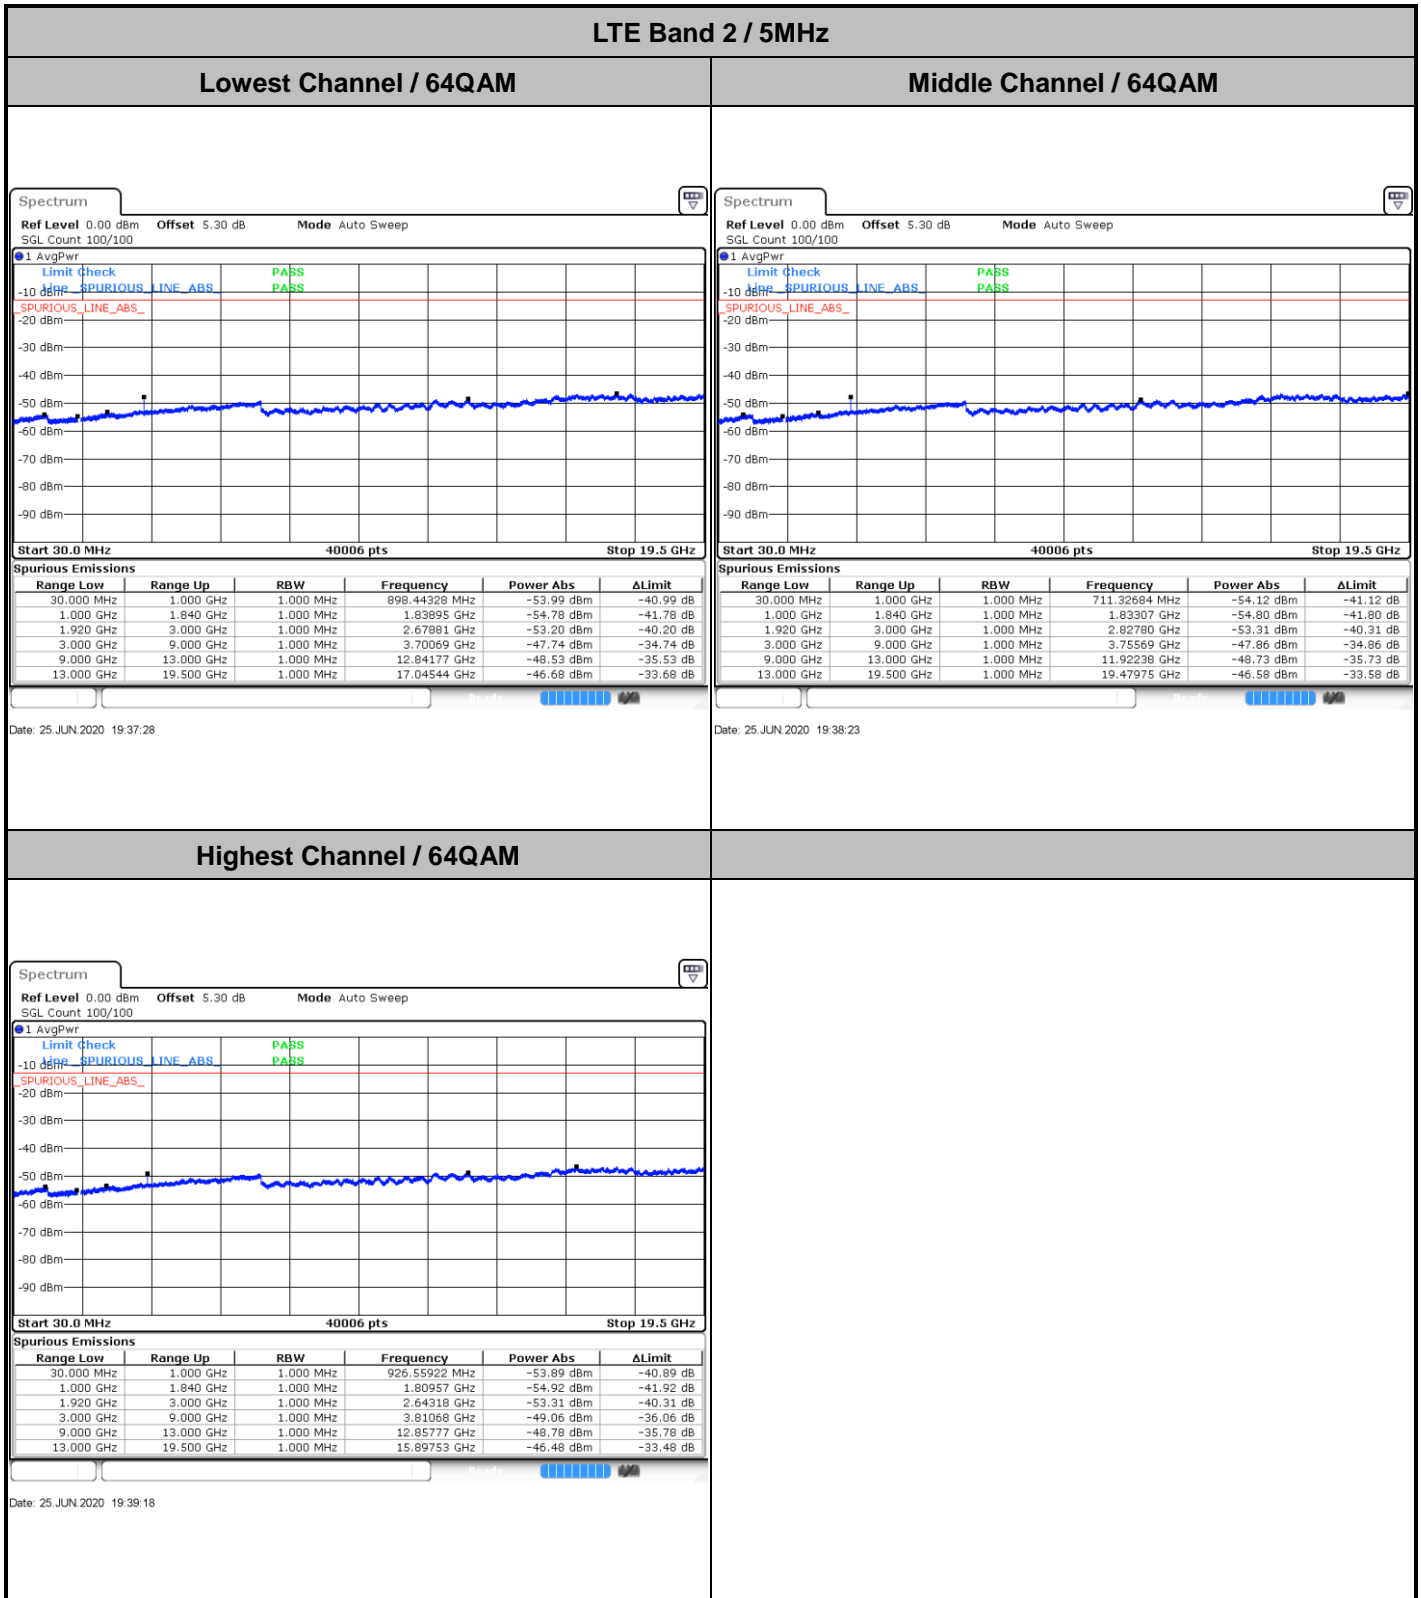 LTE Band 2 / 5MHz
Lowest Channel / 64QAM
Middle Channel / 64QAM
Spectrum
Ref Level 0.00 dBm Offset 5.30 dB Mode Auto Sweep
SGL Count 100/100
1 AvgPwr
Limit Check PASS
Line _SPURIOUS_LINE_ABS_ PASS
-10 dBm
_SPURIOUS_LINE_ABS_
-20 dBm
-30 dBm
-40 dBm
-50 dBm
-60 dBm
-70 dBm
-80 dBm
-90 dBm
Start 30.0 MHz 40006 pts Stop 19.5 GHz
Spurious Emissions
Range Low Range Up RBW Frequency Power Abs ΔLimit
30.000 MHz 1.000 GHz 1.000 MHz 898.44328 MHz -53.99 dBm -40.99 dB
1.000 GHz 1.840 GHz 1.000 MHz 1.83895 GHz -54.78 dBm -41.78 dB
1.920 GHz 3.000 GHz 1.000 MHz 2.67881 GHz -53.20 dBm -40.20 dB
3.000 GHz 9.000 GHz 1.000 MHz 3.70069 GHz -47.74 dBm -34.74 dB
9.000 GHz 13.000 GHz 1.000 MHz 12.84177 GHz -48.53 dBm -35.53 dB
13.000 GHz 19.500 GHz 1.000 MHz 17.04544 GHz -46.68 dBm -33.68 dB
Date: 25.JUN.2020 19:37:28
Spectrum
Ref Level 0.00 dBm Offset 5.30 dB Mode Auto Sweep
SGL Count 100/100
1 AvgPwr
Limit Check PASS
Line _SPURIOUS_LINE_ABS_ PASS
-10 dBm
_SPURIOUS_LINE_ABS_
-20 dBm
-30 dBm
-40 dBm
-50 dBm
-60 dBm
-70 dBm
-80 dBm
-90 dBm
Start 30.0 MHz 40006 pts Stop 19.5 GHz
Spurious Emissions
Range Low Range Up RBW Frequency Power Abs ΔLimit
30.000 MHz 1.000 GHz 1.000 MHz 711.32684 MHz -54.12 dBm -41.12 dB
1.000 GHz 1.840 GHz 1.000 MHz 1.83307 GHz -54.80 dBm -41.80 dB
1.920 GHz 3.000 GHz 1.000 MHz 2.82780 GHz -53.31 dBm -40.31 dB
3.000 GHz 9.000 GHz 1.000 MHz 3.75569 GHz -47.86 dBm -34.86 dB
9.000 GHz 13.000 GHz 1.000 MHz 11.92238 GHz -48.73 dBm -35.73 dB
13.000 GHz 19.500 GHz 1.000 MHz 19.47975 GHz -46.58 dBm -33.58 dB
Date: 25.JUN.2020 19:38:23
Highest Channel / 64QAM
Spectrum
Ref Level 0.00 dBm Offset 5.30 dB Mode Auto Sweep
SGL Count 100/100
1 AvgPwr
Limit Check PASS
Line _SPURIOUS_LINE_ABS_ PASS
-10 dBm
_SPURIOUS_LINE_ABS_
-20 dBm
-30 dBm
-40 dBm
-50 dBm
-60 dBm
-70 dBm
-80 dBm
-90 dBm
Start 30.0 MHz 40006 pts Stop 19.5 GHz
Spurious Emissions
Range Low Range Up RBW Frequency Power Abs ΔLimit
30.000 MHz 1.000 GHz 1.000 MHz 926.55922 MHz -53.89 dBm -40.89 dB
1.000 GHz 1.840 GHz 1.000 MHz 1.80957 GHz -54.92 dBm -41.92 dB
1.920 GHz 3.000 GHz 1.000 MHz 2.64318 GHz -53.31 dBm -40.31 dB
3.000 GHz 9.000 GHz 1.000 MHz 3.81068 GHz -49.06 dBm -36.06 dB
9.000 GHz 13.000 GHz 1.000 MHz 12.85777 GHz -48.78 dBm -35.78 dB
13.000 GHz 19.500 GHz 1.000 MHz 15.89753 GHz -46.48 dBm -33.48 dB
Date: 25.JUN.2020 19:39:18